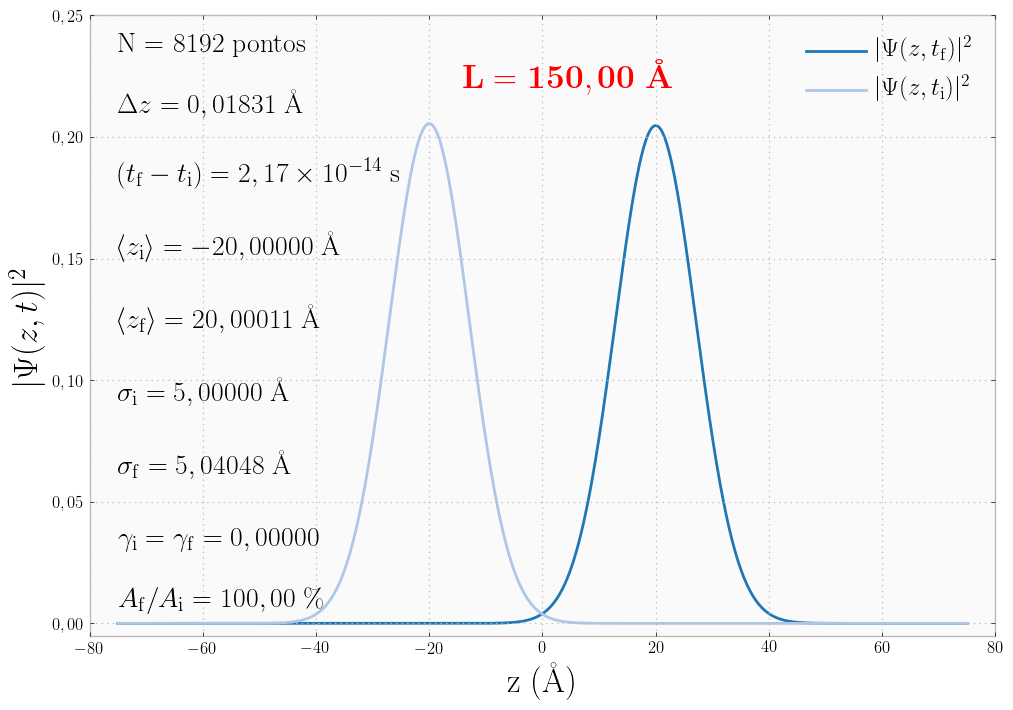 N = 8192 pontos
Δz = 0,01831 Å
(t_f − t_i) = 2,17 × 10^−14 s
⟨z_i⟩ = −20,00000 Å
⟨z_f⟩ = 20,00011 Å
σ_i = 5,00000 Å
σ_f = 5,04048 Å
γ_i = γ_f = 0,00000
A_f/A_i = 100,00 %
L = 150,00 Å
|Ψ(z, t_f)|²
|Ψ(z, t_i)|²
|Ψ(z, t)|²
0,25
0,20
0,15
0,10
0,05
0,00
−80 −60 −40 −20 0 20 40 60 80
z (Å)